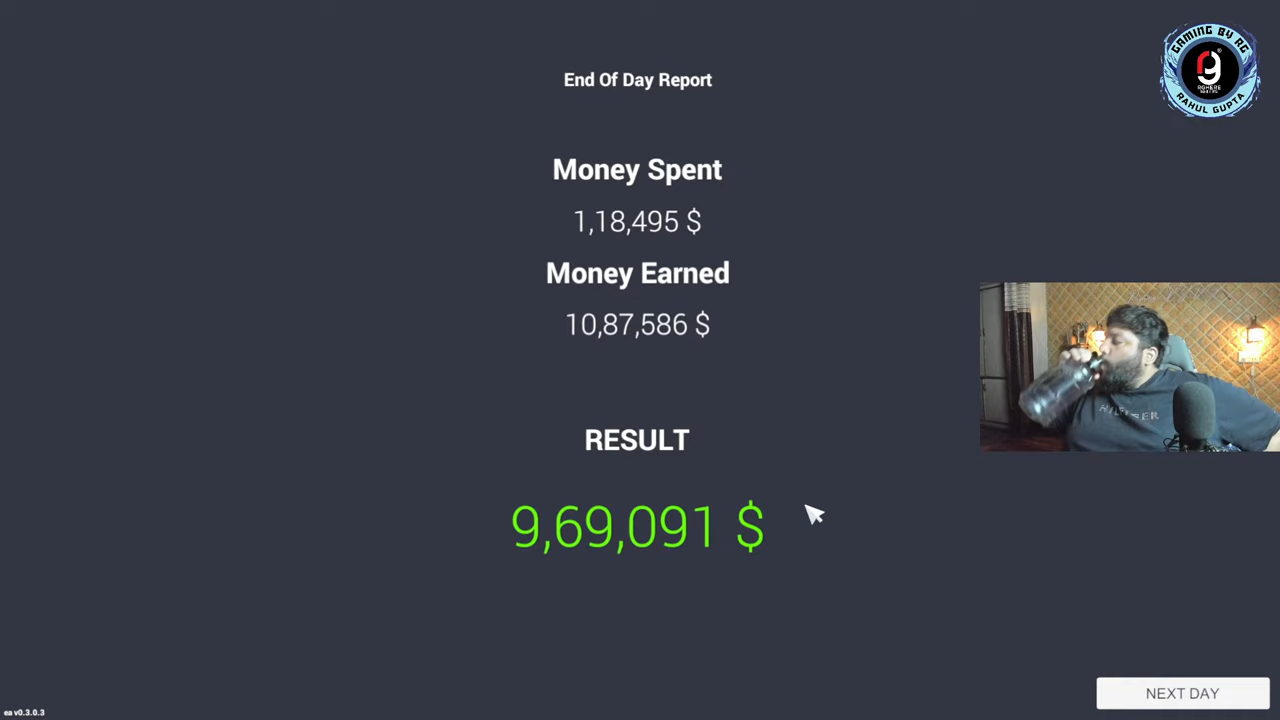 GAMING BY RG
RGHERE
RAHUL GUPTA
End Of Day Report
Money Spent
1,18,495 $
Money Earned
10,87,586 $
RESULT
9,69,091 $
NEXT DAY
ea v0.3.0.3